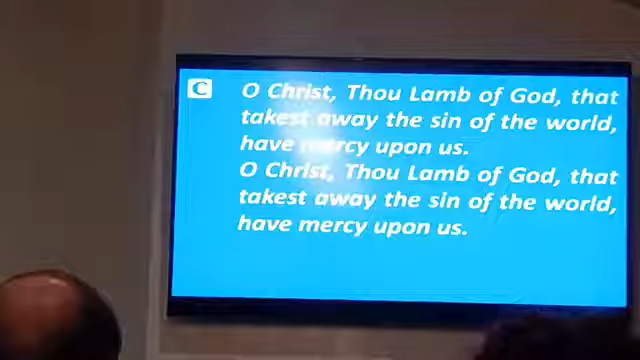 C O Christ, Thou Lamb of God, that
takest away the sin of the world,
have mercy upon us.
O Christ, Thou Lamb of God, that
takest away the sin of the world,
have mercy upon us.